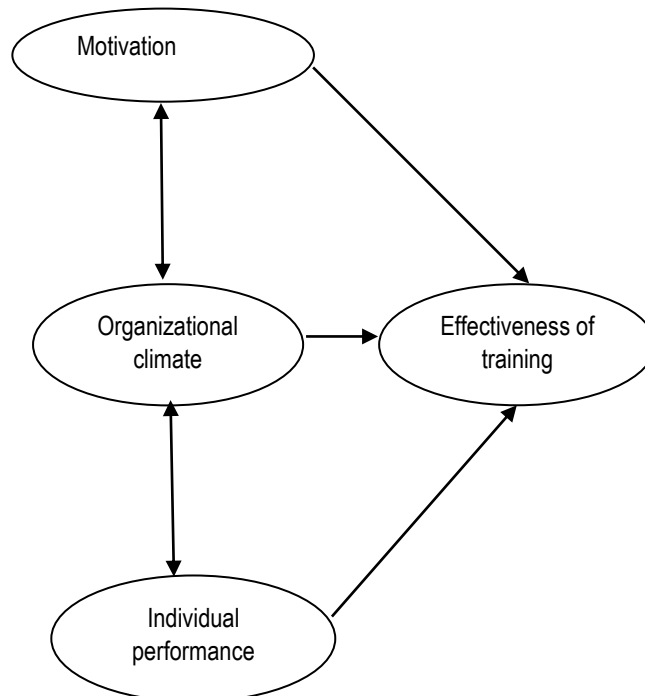 Motivation
Organizational
climate
Effectiveness of
training
Individual
performance